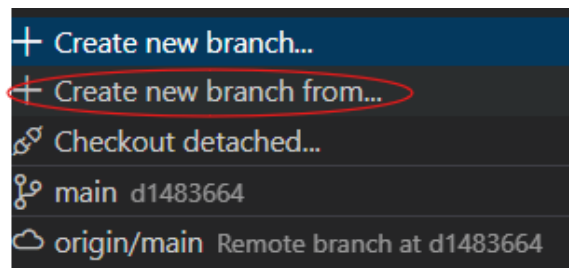 Create new branch...
Create new branch from...
Checkout detached...
main d1483664
origin/main Remote branch at d1483664